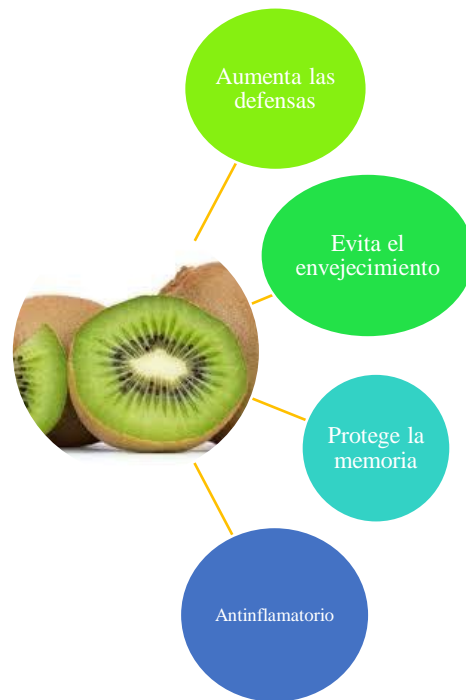 Aumenta las
defensas
Evita el
envejecimiento
Protege la
memoria
Antinflamatorio